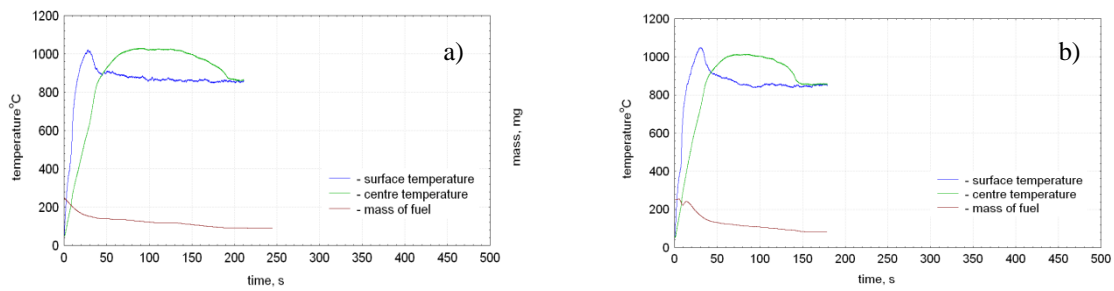 1200
1000
800
600
400
200
0
temperature°C
a)
- surface temperature
- centre temperature
- mass of fuel
0 50 100 150 200 250 300 350 400 450 500
time, s
mass, mg
1200
1000
800
600
400
200
0
temperature°C
b)
- surface temperature
- centre temperature
- mass of fuel
0 50 100 150 200 250 300 350 400 450 500
time, s